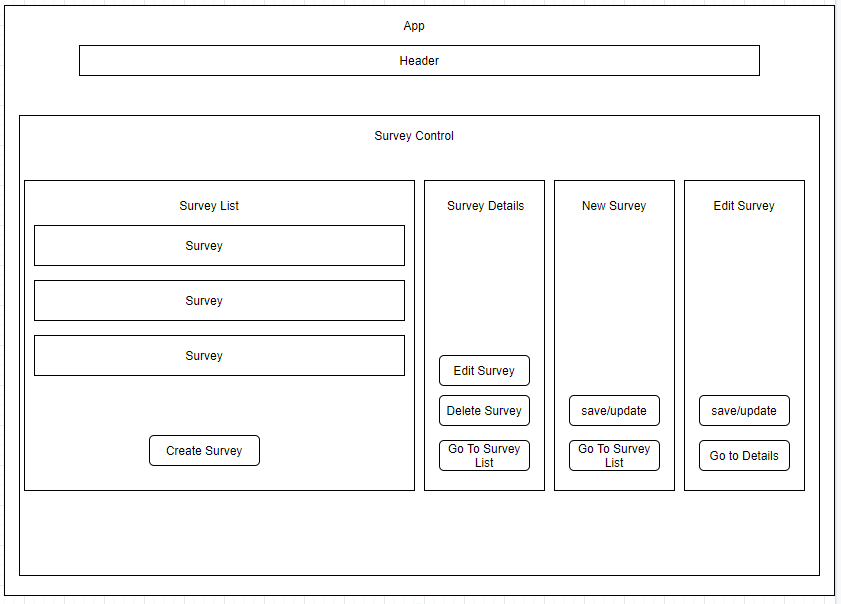 App
Header
Survey Control
Survey List
Survey
Survey
Survey
Create Survey
Survey Details
Edit Survey
Delete Survey
Go To Survey
List
New Survey
save/update
Go To Survey
List
Edit Survey
save/update
Go to Details